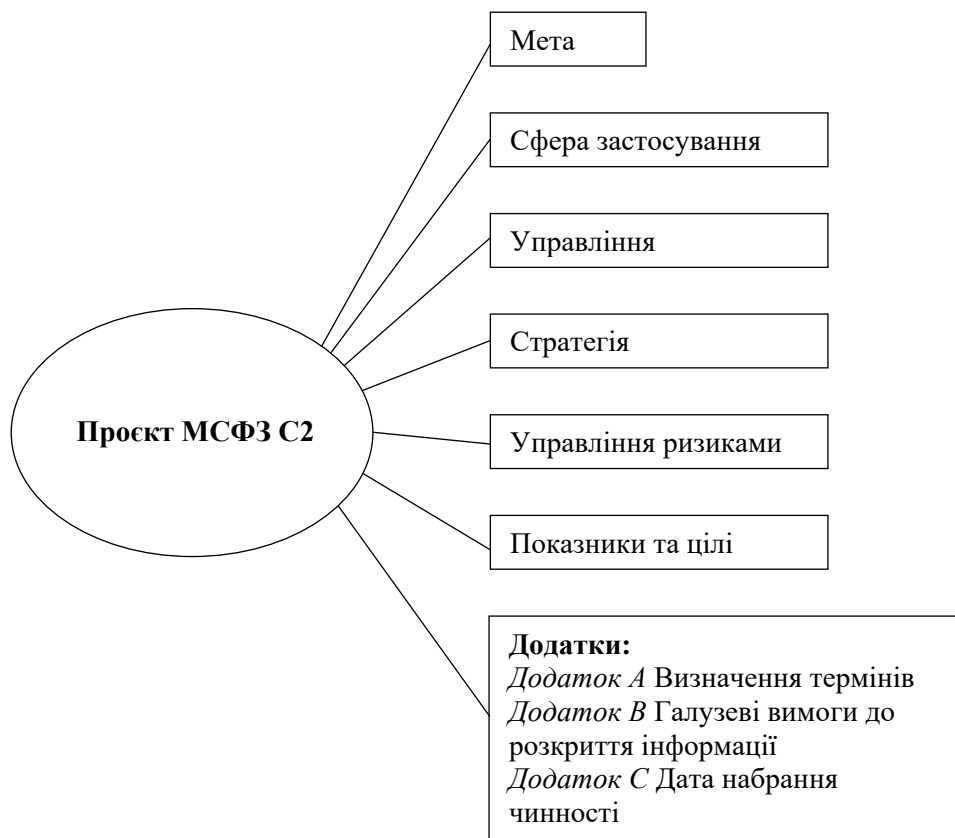 Мета
Сфера застосування
Управління
Стратегія
Проєкт МСФЗ С2
Управління ризиками
Показники та цілі
Додатки:
Додаток А Визначення термінів
Додаток В Галузеві вимоги до
розкриття інформації
Додаток С Дата набрання
чинності